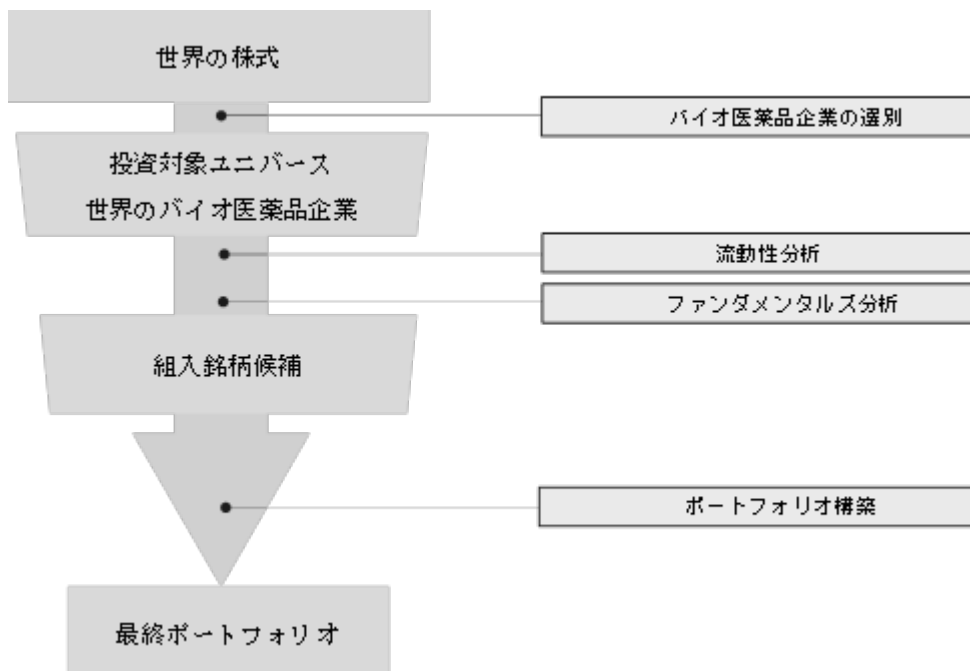 世界の株式
バイオ医薬品企業の選別
投資対象ユニバース
世界のバイオ医薬品企業
流動性分析
ファンダメンタルズ分析
組入銘柄候補
ポートフォリオ構築
最終ポートフォリオ